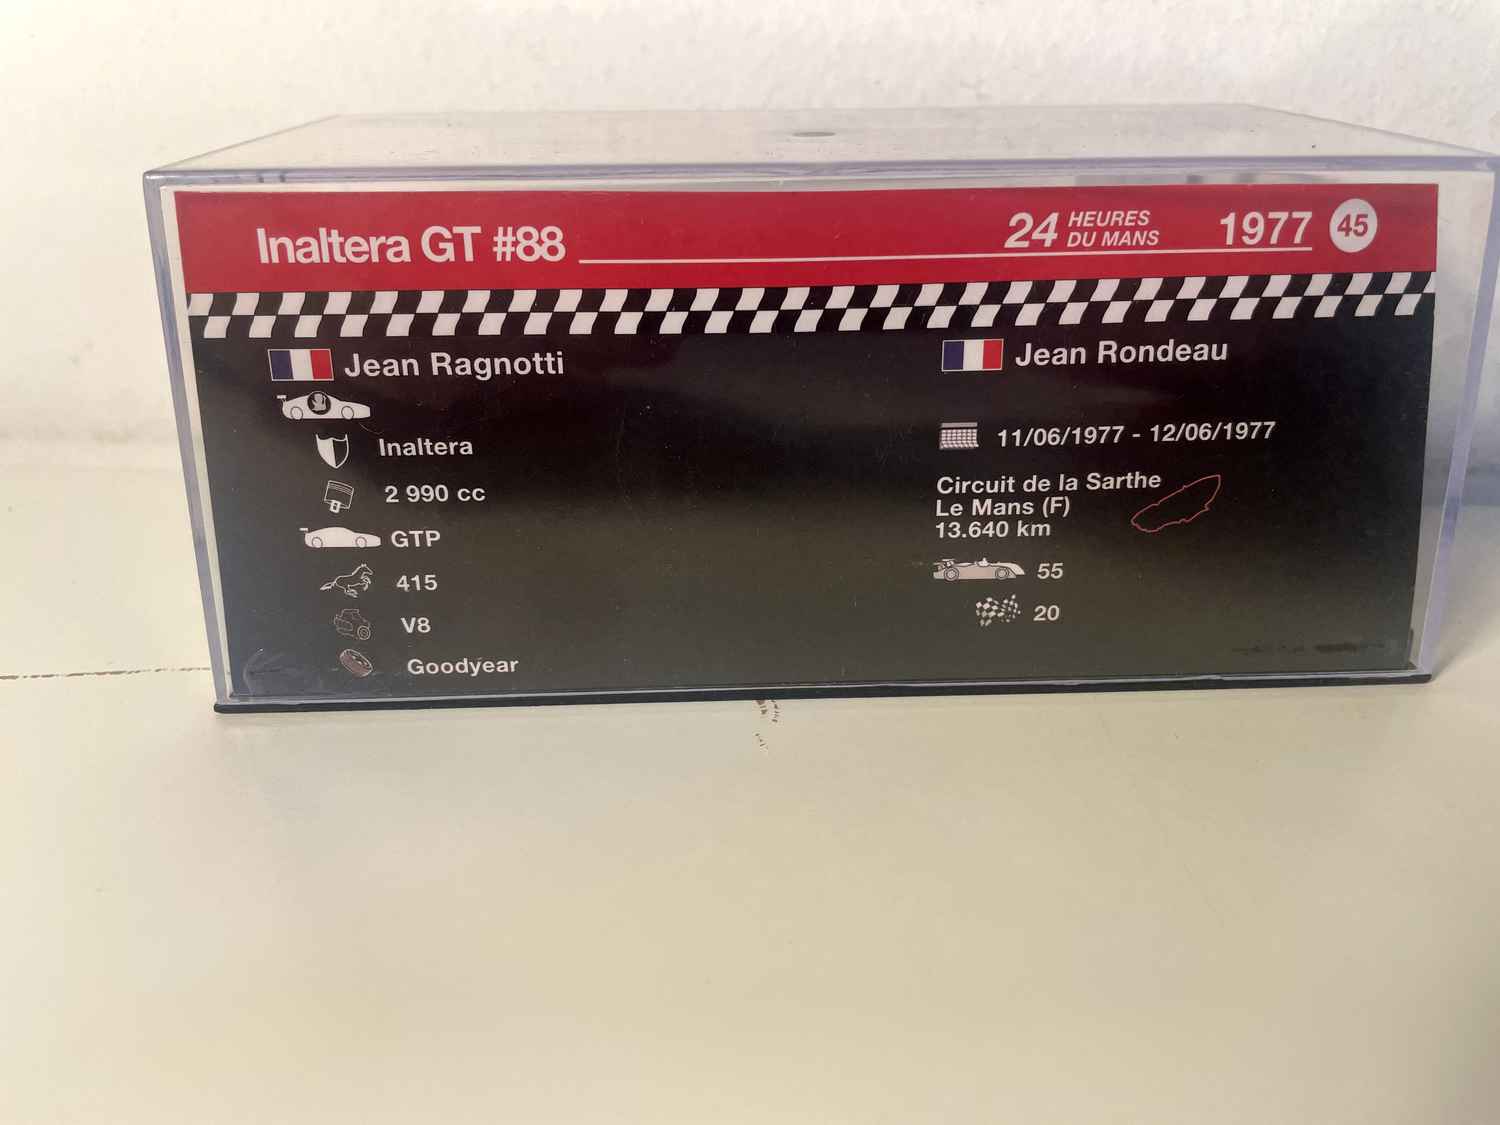 Inaltera GT #88
24 HEURES DU MANS 1977 45
Jean Ragnotti
Jean Rondeau
Inaltera
2 990 cc
GTP
415
V8
Goodyear
11/06/1977 - 12/06/1977
Circuit de la Sarthe
Le Mans (F)
13.640 km
55
20